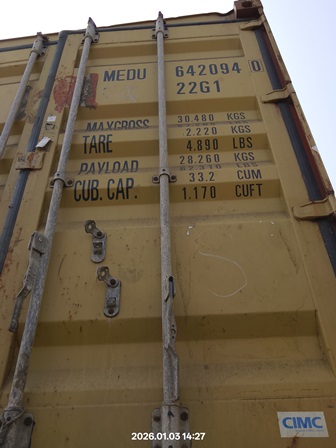 MEDU 642094 0
22G1
MAXGROSS 30.480 KGS
TARE 2.220 KGS
4.890 LBS
PAYLOAD 28.260 KGS
CUB. CAP. 33.2 CUM
1.170 CUFT
CIMC
2026.01.03 14:27